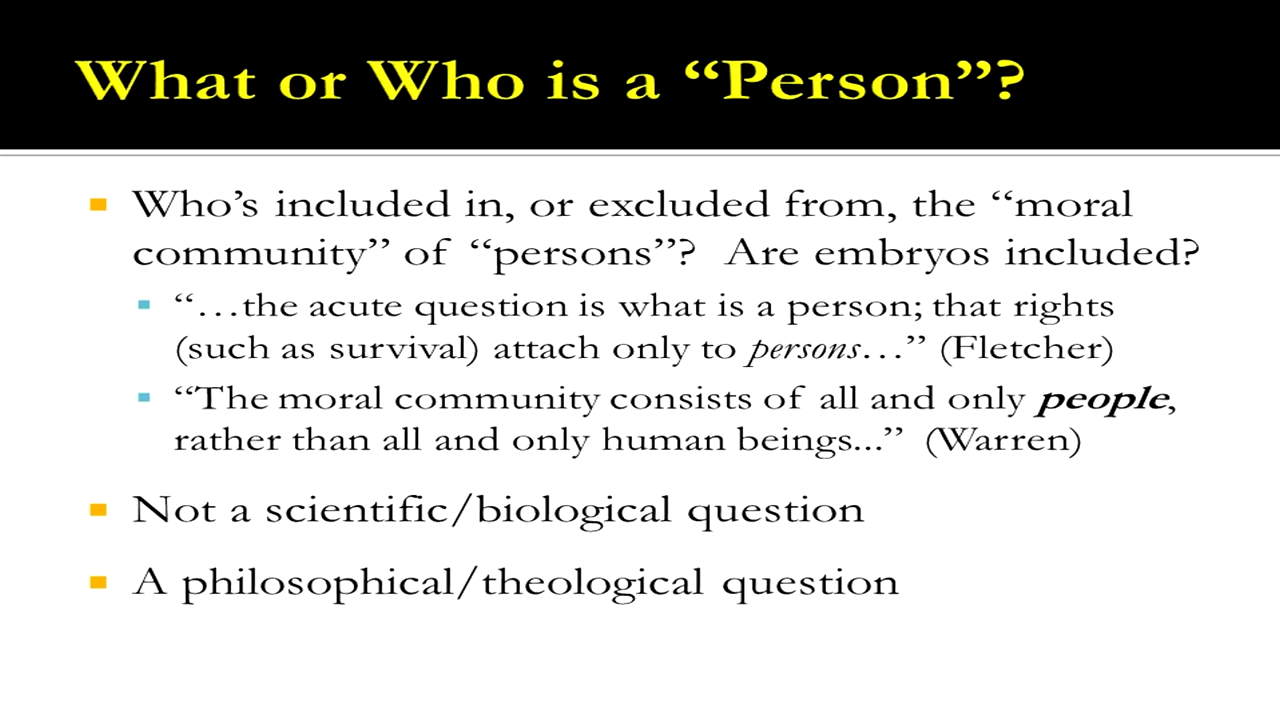 What or Who is a “Person”?
Who’s included in, or excluded from, the “moral
community” of “persons”? Are embryos included?
“…the acute question is what is a person; that rights
(such as survival) attach only to persons…” (Fletcher)
“The moral community consists of all and only people,
rather than all and only human beings...” (Warren)
Not a scientific/biological question
A philosophical/theological question